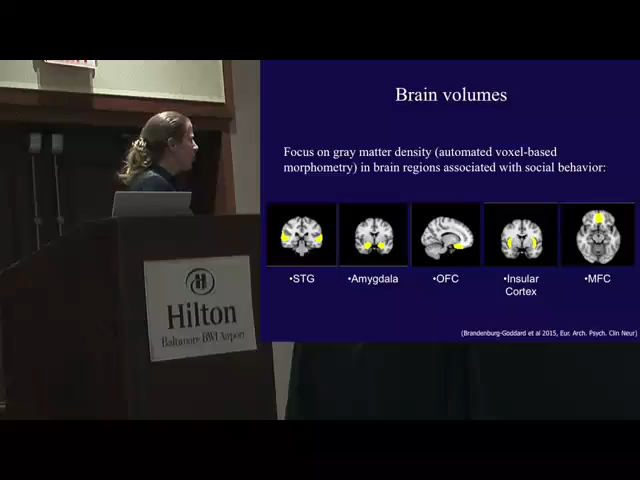 Brain volumes
Focus on gray matter density (automated voxel-based
morphometry) in brain regions associated with social behavior:
•STG
•Amygdala
•OFC
•Insular
Cortex
•MFC
(Brandenburg-Goddard et al 2015, Eur. Arch. Psych. Clin Neur)
H
Hilton
Baltimore BWI Airport